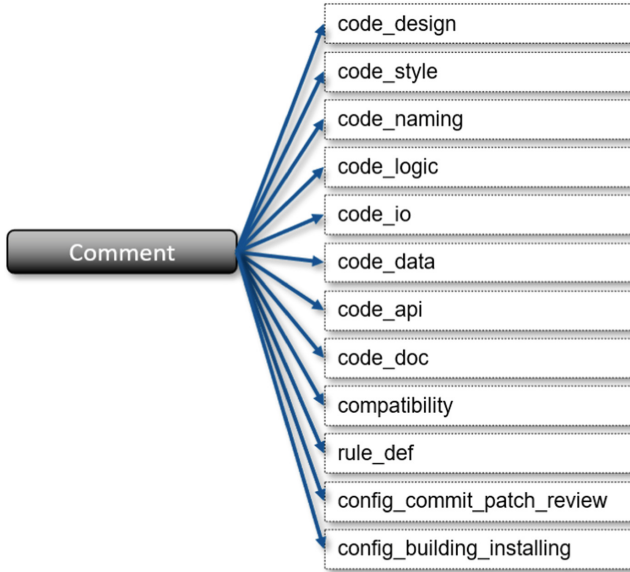 Comment
code_design
code_style
code_naming
code_logic
code_io
code_data
code_api
code_doc
compatibility
rule_def
config_commit_patch_review
config_building_installing